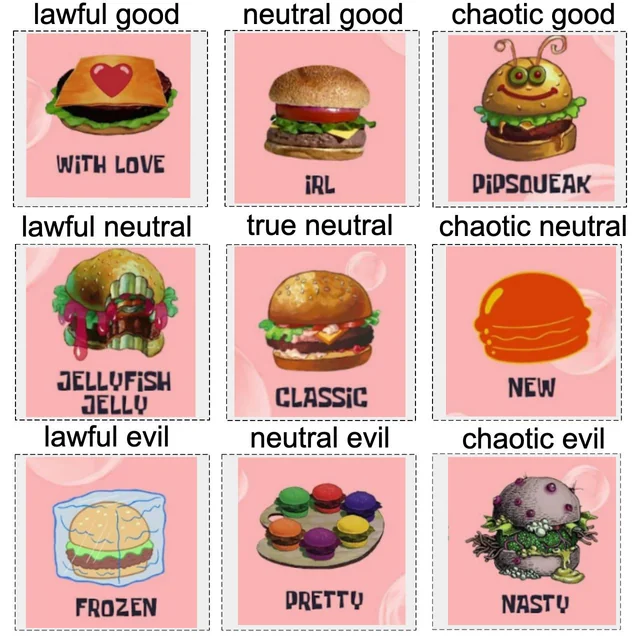 lawful good
neutral good
chaotic good
WITH LOVE
IRL
PIPSQUEAK
lawful neutral
true neutral
chaotic neutral
JELLYFISH
JELLY
CLASSIC
NEW
lawful evil
neutral evil
chaotic evil
FROZEN
PRETTY
NASTY